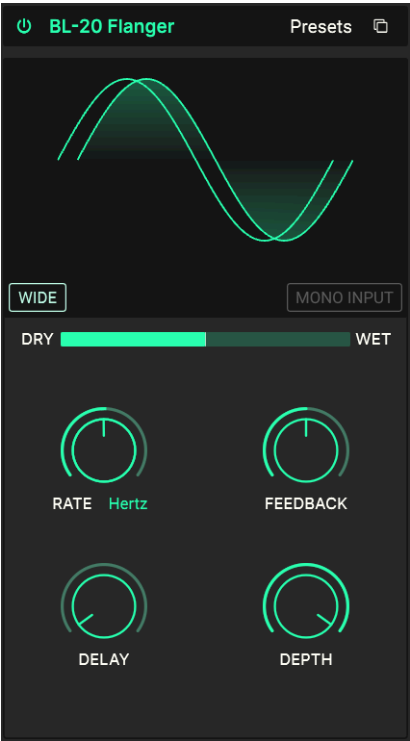 BL-20 Flanger Presets
WIDE MONO INPUT
DRY WET
RATE Hertz FEEDBACK
DELAY DEPTH